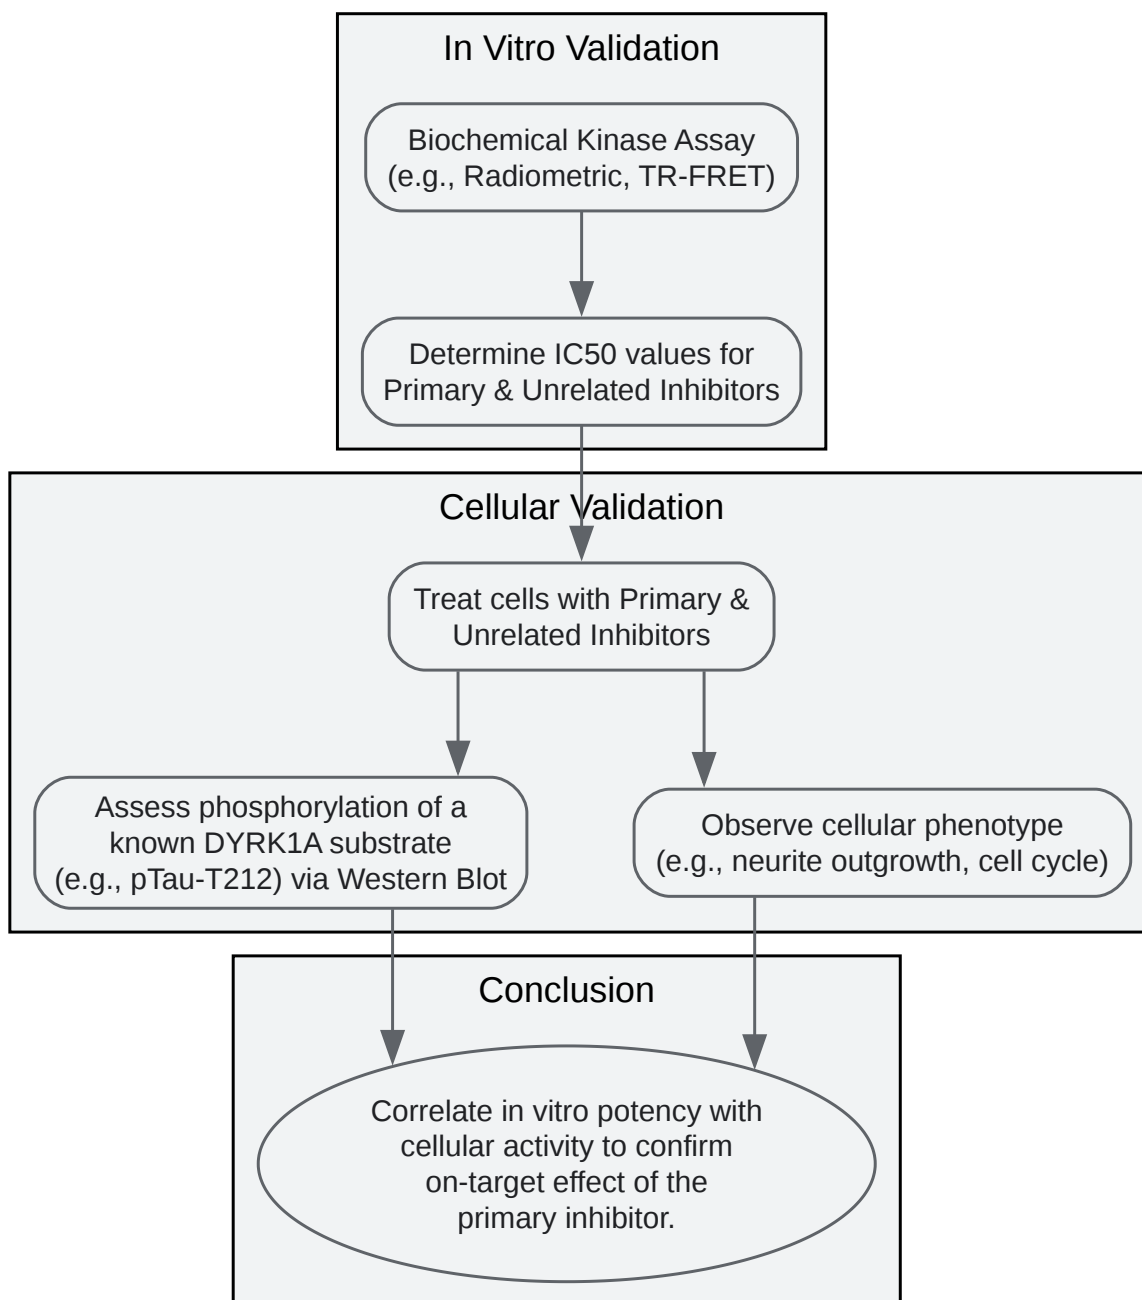 In Vitro Validation
Biochemical Kinase Assay
(e.g., Radiometric, TR-FRET)
Determine IC50 values for
Primary & Unrelated Inhibitors
Cellular Validation
Treat cells with Primary &
Unrelated Inhibitors
Assess phosphorylation of a
known DYRK1A substrate
(e.g., pTau-T212) via Western Blot
Observe cellular phenotype
(e.g., neurite outgrowth, cell cycle)
Conclusion
Correlate in vitro potency with
cellular activity to confirm
on-target effect of the
primary inhibitor.